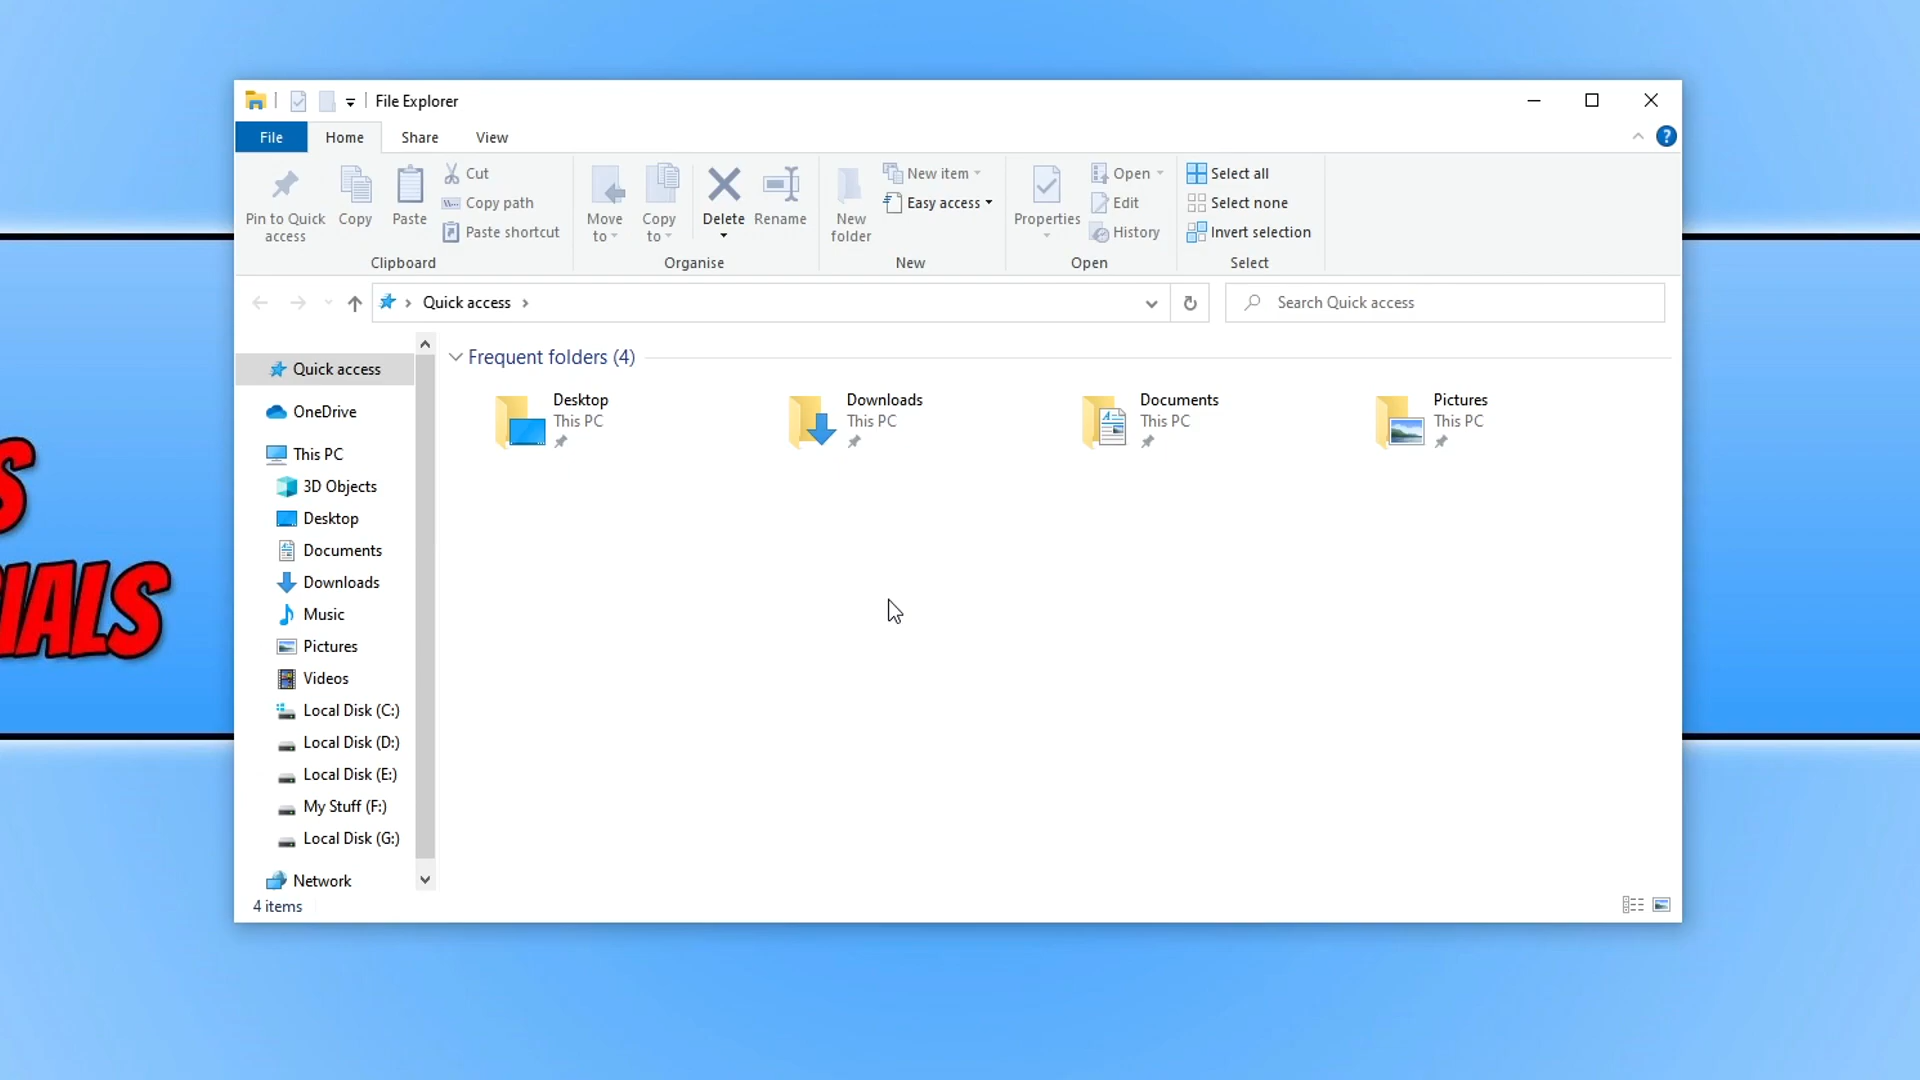 File Explorer
File Home Share View
Pin to Quick access
Copy
Paste
Cut
Copy path
Paste shortcut
Clipboard
Move to
Copy to
Delete
Rename
Organise
New folder
New item
Easy access
New
Properties
Open
Edit
History
Open
Select all
Select none
Invert selection
Select
Quick access
Search Quick access
Quick access
OneDrive
This PC
3D Objects
Desktop
Documents
Downloads
Music
Pictures
Videos
Local Disk (C:)
Local Disk (D:)
Local Disk (E:)
My Stuff (F:)
Local Disk (G:)
Network
Frequent folders (4)
Desktop
This PC
Downloads
This PC
Documents
This PC
Pictures
This PC
4 items
S
IALS